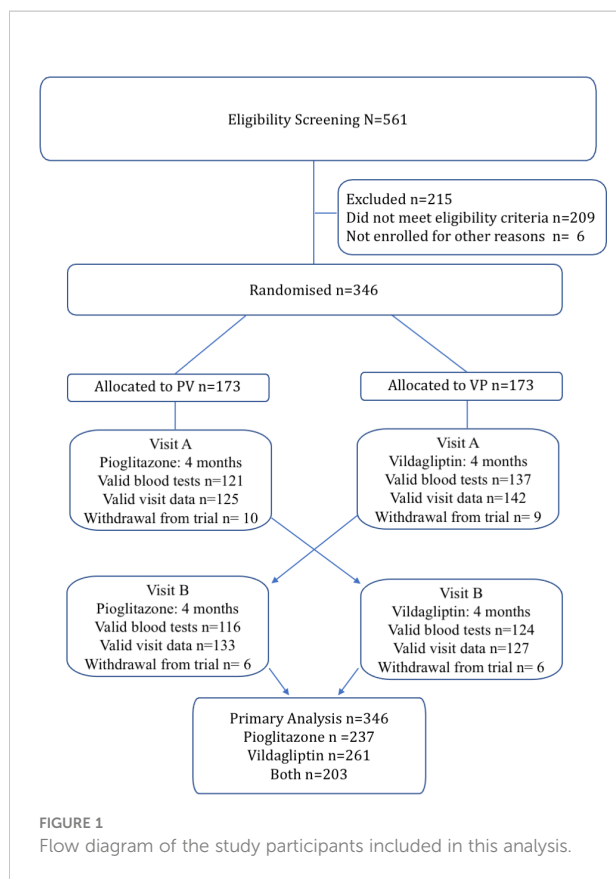 Eligibility Screening N=561
Excluded n=215
Did not meet eligibility criteria n=209
Not enrolled for other reasons n= 6
Randomised n=346
Allocated to PV n=173
Allocated to VP n=173
Visit A
Pioglitazone: 4 months
Valid blood tests n=121
Valid visit data n=125
Withdrawal from trial n= 10
Visit A
Vildagliptin: 4 months
Valid blood tests n=137
Valid visit data n=142
Withdrawal from trial n= 9
Visit B
Pioglitazone: 4 months
Valid blood tests n=116
Valid visit data n=133
Withdrawal from trial n= 6
Visit B
Vildagliptin: 4 months
Valid blood tests n=124
Valid visit data n=127
Withdrawal from trial n= 6
Primary Analysis n=346
Pioglitazone n =237
Vildagliptin n=261
Both n=203
FIGURE 1
Flow diagram of the study participants included in this analysis.